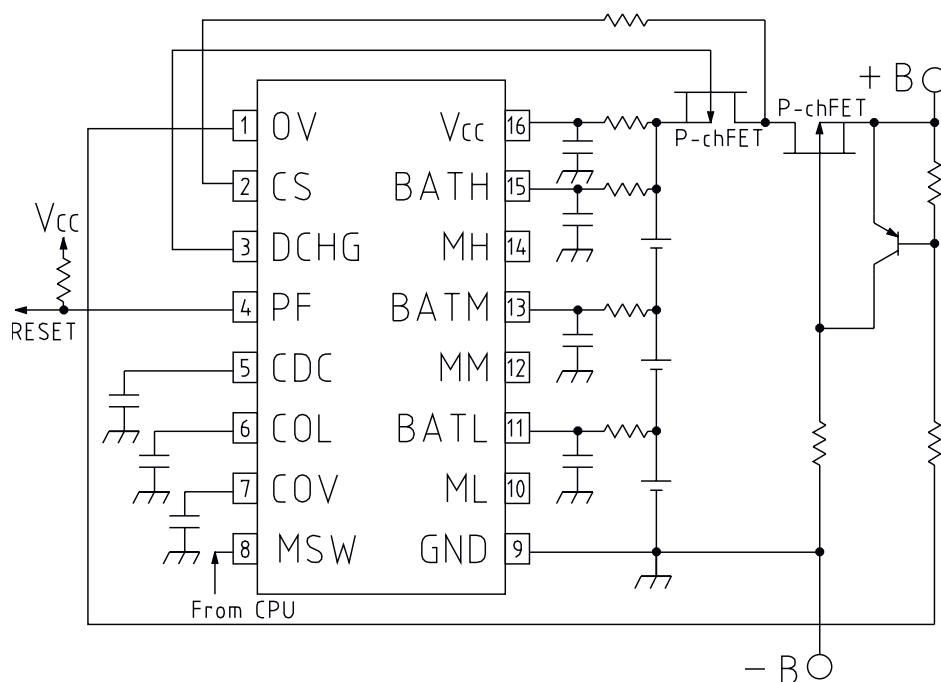 + B
P-chFET
P-chFET
1 OV
Vcc 16
2 CS
BATH 15
Vcc
3 DCHG
MH 14
4 PF
BATM 13
RESET
5 CDC
MM 12
6 COL
BATL 11
7 COV
ML 10
8 MSW
GND 9
From CPU
− B